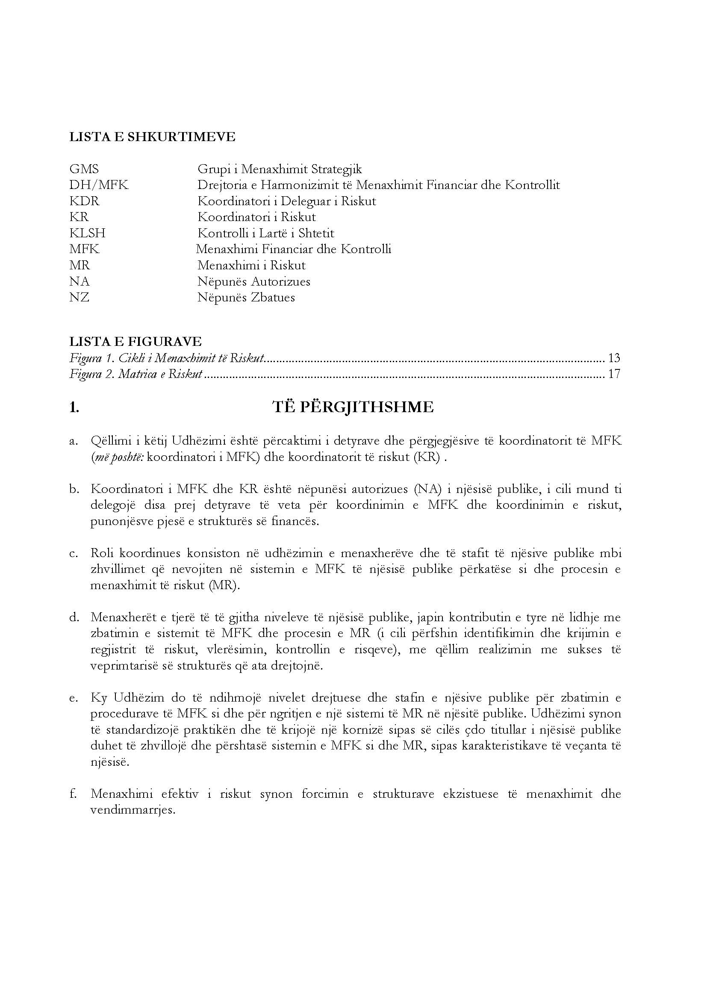 LISTA E SHKURTIMEVE
GMS Grupi i Menaxhimit Strategjik
DH/MFK Drejtoria e Harmonizimit të Menaxhimit Financiar dhe Kontrollit
KDR Koordinatori i Deleguar i Riskut
KR Koordinatori i Riskut
KLSH Kontrolli i Lartë i Shtetit
MFK Menaxhimi Financiar dhe Kontrolli
MR Menaxhimi i Riskut
NA Nëpunës Autorizues
NZ Nëpunës Zbatues
LISTA E FIGURAVE
Figura 1. Cikli i Menaxhimit të Riskut............................................................................................................. 13
Figura 2. Matrica e Riskut ................................................................................................................................ 17
1. TË PËRGJITHSHME
a. Qëllimi i këtij Udhëzimi është përcaktimi i detyrave dhe përgjegjësive të koordinatorit të MFK
(më poshtë: koordinatori i MFK) dhe koordinatorit të riskut (KR) .
b. Koordinatori i MFK dhe KR është nëpunësi autorizues (NA) i njësisë publike, i cili mund ti
delegojë disa prej detyrave të veta për koordinimin e MFK dhe koordinimin e riskut,
punonjësve pjesë e strukturës së financës.
c. Roli koordinues konsiston në udhëzimin e menaxherëve dhe të stafit të njësive publike mbi
zhvillimet që nevojiten në sistemin e MFK të njësisë publike përkatëse si dhe procesin e
menaxhimit të riskut (MR).
d. Menaxherët e tjerë të të gjitha niveleve të njësisë publike, japin kontributin e tyre në lidhje me
zbatimin e sistemit të MFK dhe procesin e MR (i cili përfshin identifikimin dhe krijimin e
regjistrit të riskut, vlerësimin, kontrollin e risqeve), me qëllim realizimin me sukses të
veprimtarisë së strukturës që ata drejtojnë.
e. Ky Udhëzim do të ndihmojë nivelet drejtuese dhe stafin e njësive publike për zbatimin e
procedurave të MFK si dhe për ngritjen e një sistemi të MR në njësitë publike. Udhëzimi synon
të standardizojë praktikën dhe të krijojë një kornizë sipas së cilës çdo titullar i njësisë publike
duhet të zhvillojë dhe përshtasë sistemin e MFK si dhe MR, sipas karakteristikave të veçanta të
njësisë.
f. Menaxhimi efektiv i riskut synon forcimin e strukturave ekzistuese të menaxhimit dhe
vendimmarrjes.